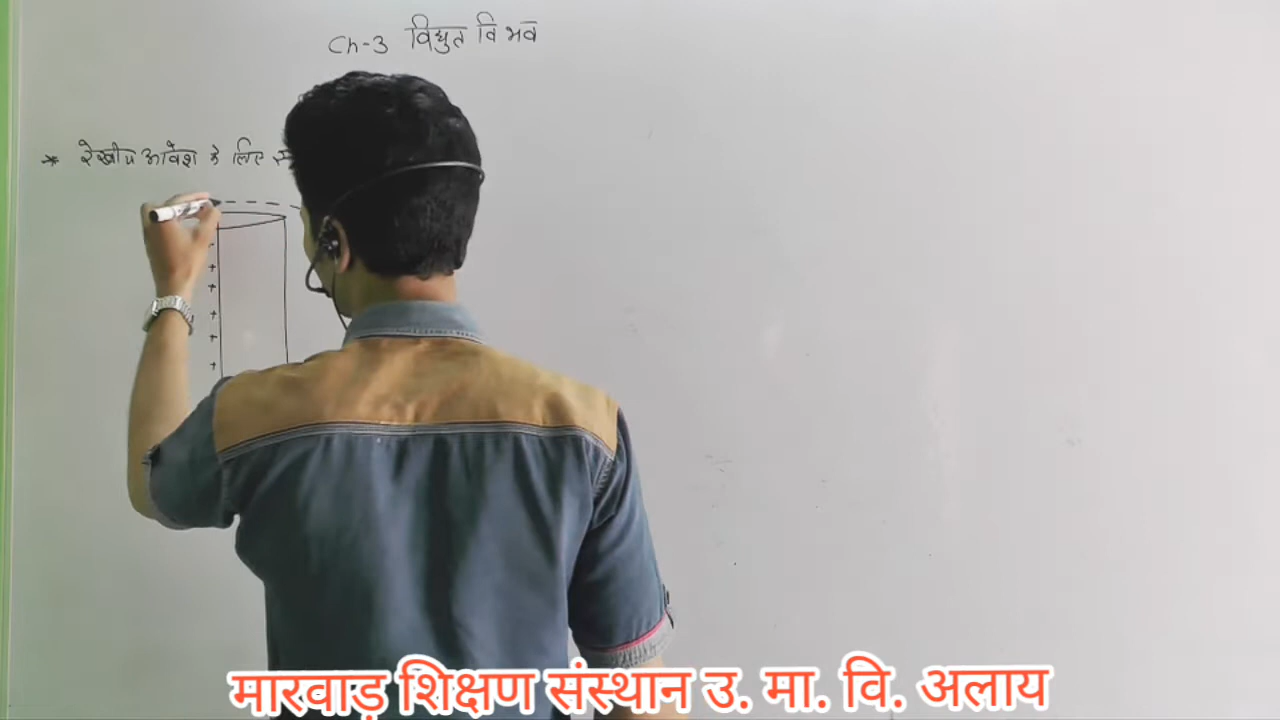 Ch-3 विद्युत विभव
* रेखीय आवेश के लिए
+
+
+
+
+
मारवाड़ शिक्षण संस्थान उ. मा. वि. अलाय